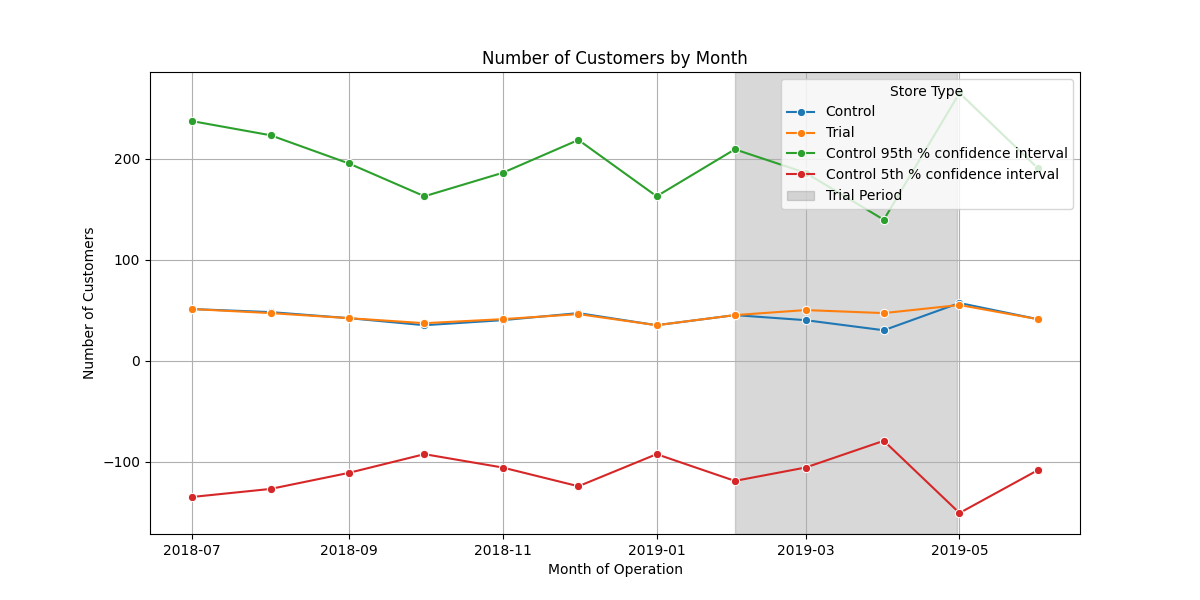 Number of Customers by Month
Number of Customers
200
100
0
−100
Store Type
Control
Trial
Control 95th % confidence interval
Control 5th % confidence interval
Trial Period
2018-07 2018-09 2018-11 2019-01 2019-03 2019-05
Month of Operation